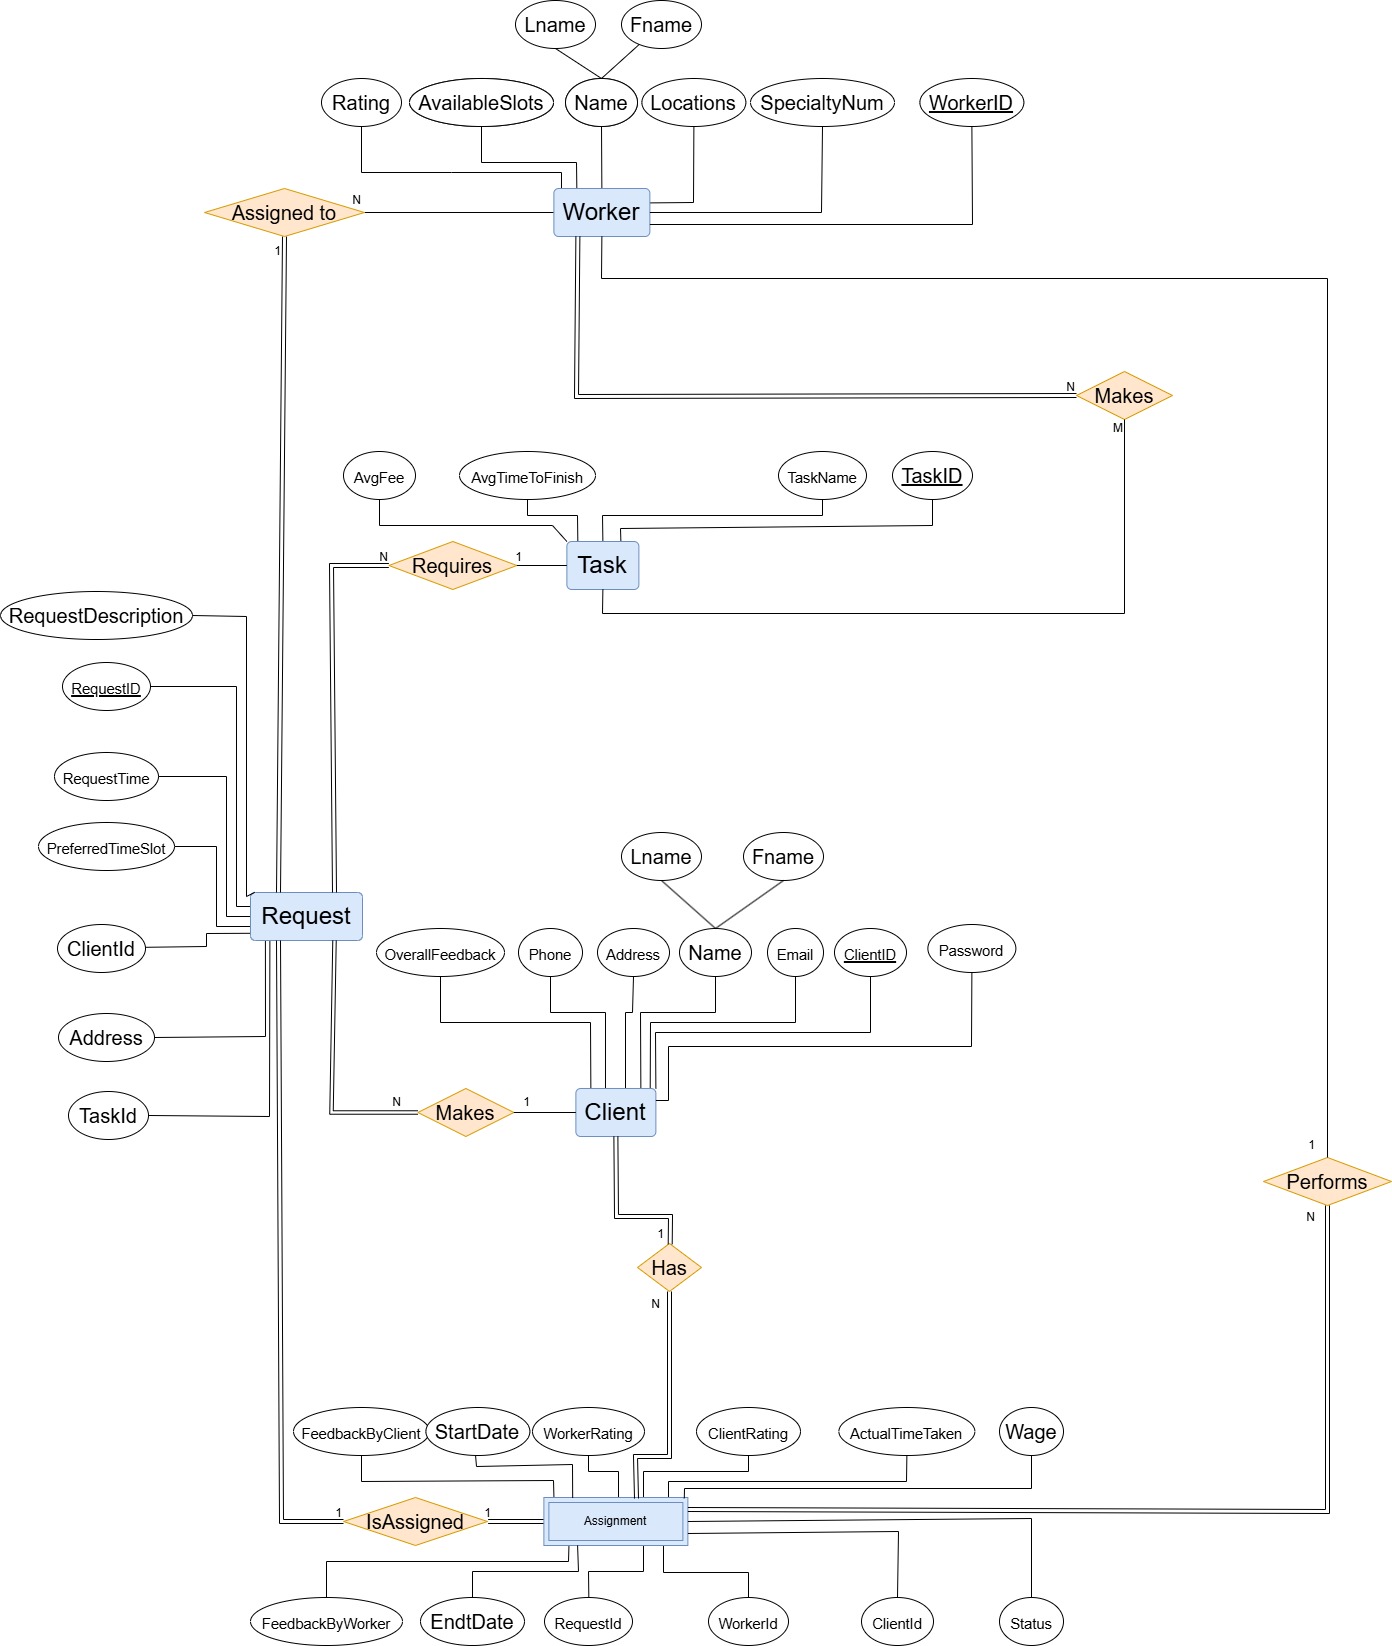 Lname
Fname
Rating
AvailableSlots
Name
Locations
SpecialtyNum
WorkerID
Assigned to
N
Worker
1
N
Makes
M
AvgFee
AvgTimeToFinish
TaskName
TaskID
N
Requires
1
Task
RequestDescription
RequestID
RequestTime
PreferredTimeSlot
Lname
Fname
Request
ClientId
OverallFeedback
Phone
Address
Name
Email
ClientID
Password
Address
TaskId
N
Makes
1
Client
1
Performs
N
1
Has
N
FeedbackByClient
StartDate
WorkerRating
ClientRating
ActualTimeTaken
Wage
1
IsAssigned
1
Assignment
FeedbackByWorker
EndtDate
RequestId
WorkerId
ClientId
Status